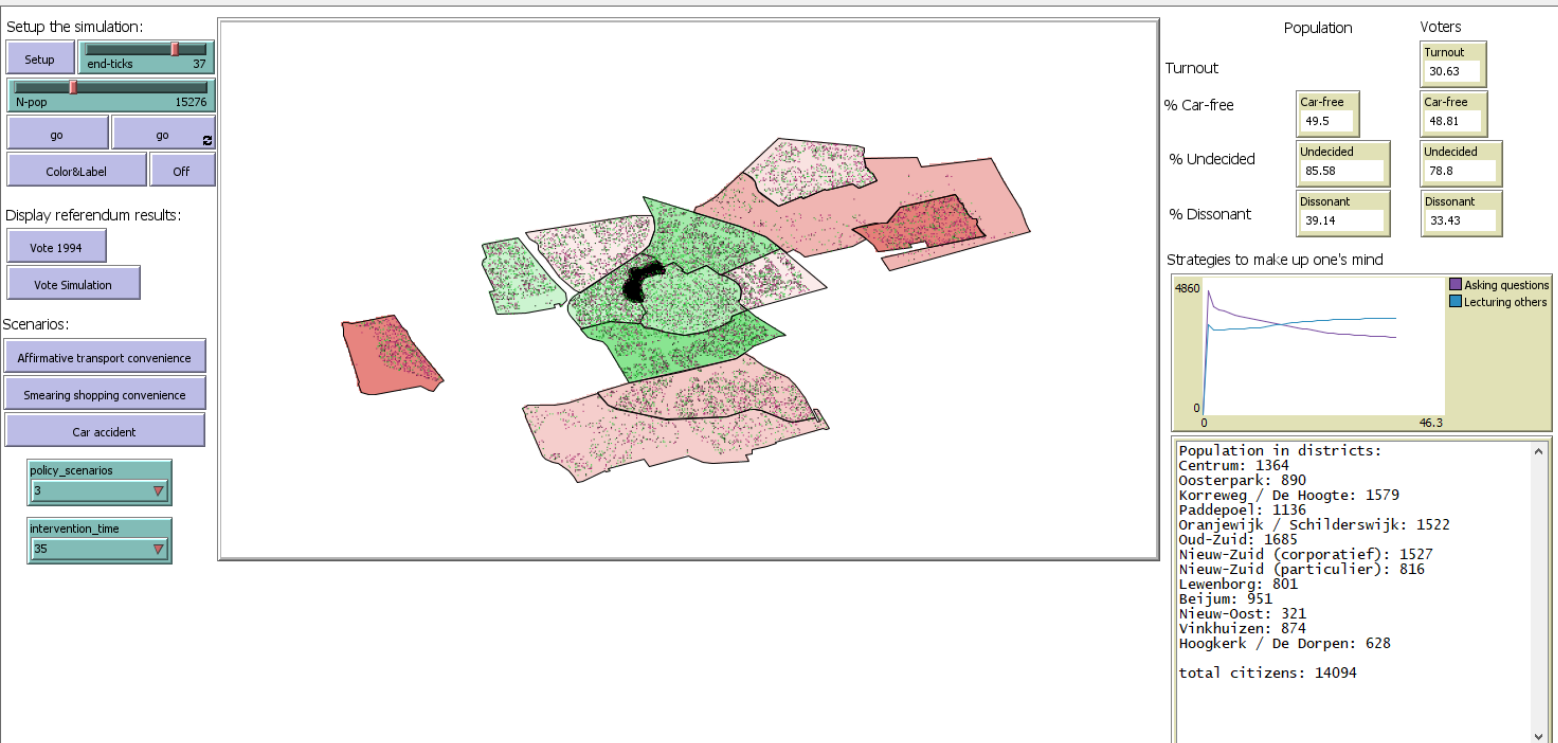 Setup the simulation:
Setup
end-ticks 37
N-pop 15276
go
go
Color&Label
Off
Display referendum results:
Vote 1994
Vote Simulation
Scenarios:
Affirmative transport convenience
Smearing shopping convenience
Car accident
policy_scenarios
3
intervention_time
35
Population Voters
Turnout
Turnout
30.63
% Car-free
Car-free
49.5
Car-free
48.81
% Undecided
Undecided
85.58
Undecided
78.8
% Dissonant
Dissonant
39.14
Dissonant
33.43
Strategies to make up one's mind
4860
0
0 46.3
Asking questions
Lecturing others
Population in districts:
Centrum: 1364
Oosterpark: 890
Korreweg / De Hoogte: 1579
Paddepoel: 1136
Oranjewijk / Schilderswijk: 1522
Oud-Zuid: 1685
Nieuw-Zuid (corporatief): 1527
Nieuw-Zuid (particulier): 816
Lewenborg: 801
Beijum: 951
Nieuw-Oost: 321
Vinkhuizen: 874
Hoogkerk / De Dorpen: 628
total citizens: 14094